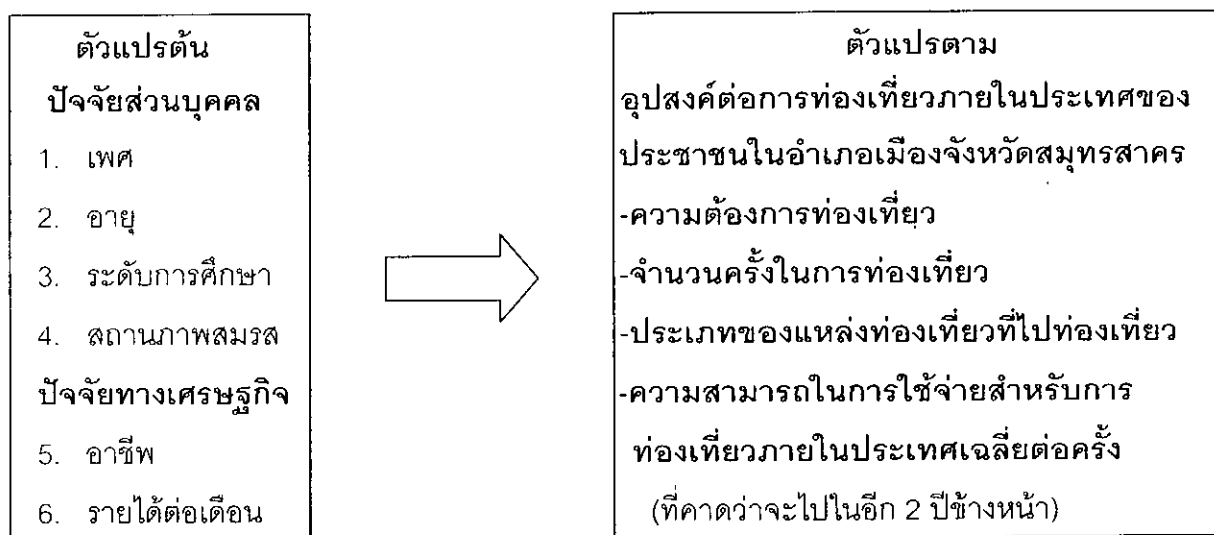 ตัวแปรต้น
ปัจจัยส่วนบุคคล
1. เพศ
2. อายุ
3. ระดับการศึกษา
4. สถานภาพสมรส
ปัจจัยทางเศรษฐกิจ
5. อาชีพ
6. รายได้ต่อเดือน
ตัวแปรตาม
อุปสงค์ต่อการท่องเที่ยวภายในประเทศของ
ประชาชนในอำเภอเมืองจังหวัดสมุทรสาคร
-ความต้องการท่องเที่ยว
-จำนวนครั้งในการท่องเที่ยว
-ประเภทของแหล่งท่องเที่ยวที่ไปท่องเที่ยว
-ความสามารถในการใช้จ่ายสำหรับการ
ท่องเที่ยวภายในประเทศเฉลี่ยต่อครั้ง
(ที่คาดว่าจะไปในอีก 2 ปีข้างหน้า)